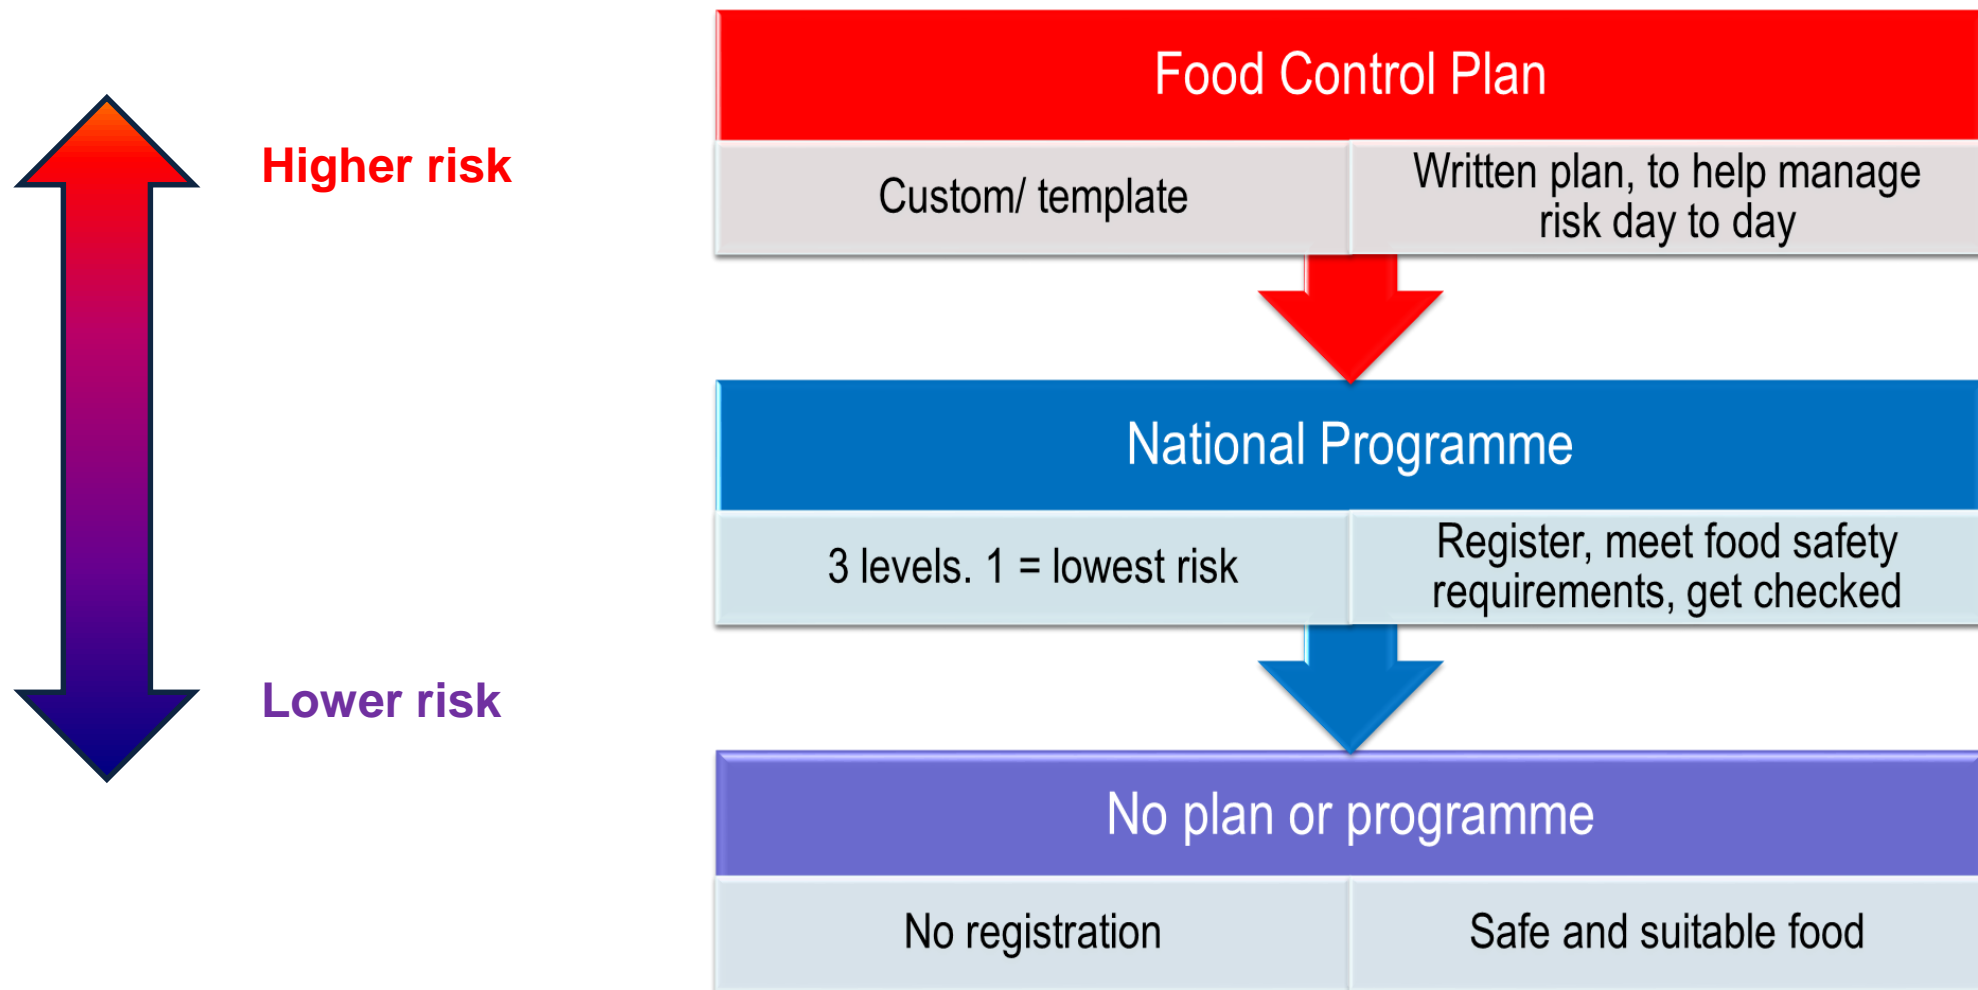 Higher risk
Lower risk
Food Control Plan
Custom/ template
Written plan, to help manage
risk day to day
National Programme
3 levels. 1 = lowest risk
Register, meet food safety
requirements, get checked
No plan or programme
No registration
Safe and suitable food